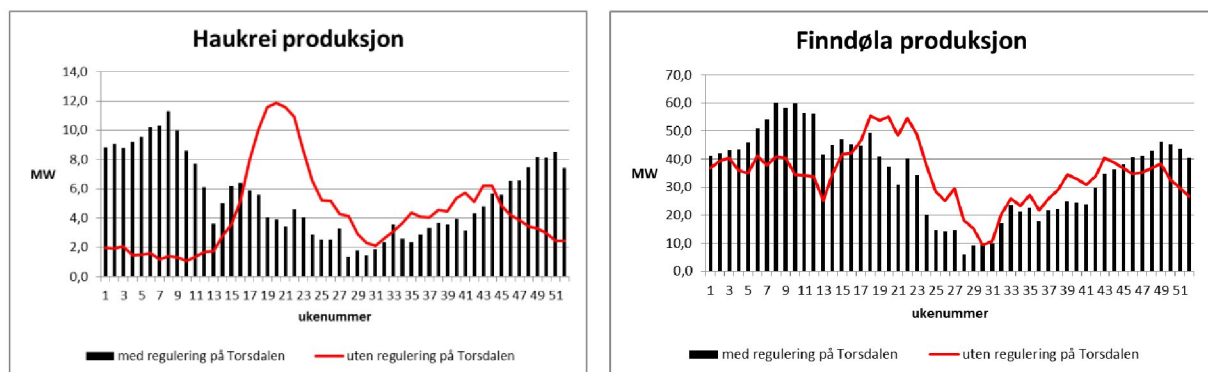 Haukrei produksjon
14,0
12,0
10,0
8,0
MW
6,0
4,0
2,0
0,0
1 3 5 7 9 11 13 15 17 19 21 23 25 27 29 31 33 35 37 39 41 43 45 47 49 51
ukenummer
med regulering på Torsdalen uten regulering på Torsdalen
Finndøla produksjon
70,0
60,0
50,0
40,0
MW
30,0
20,0
10,0
0,0
1 3 5 7 9 11 13 15 17 19 21 23 25 27 29 31 33 35 37 39 41 43 45 47 49 51
ukenummer
med regulering på Torsdalen uten regulering på Torsdalen